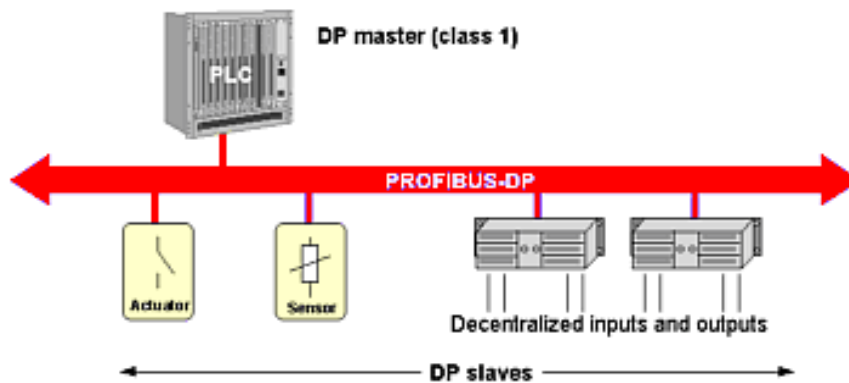 DP master (class 1)
PLC
PROFIBUS-DP
Actuator
Sensor
Decentralized inputs and outputs
DP slaves